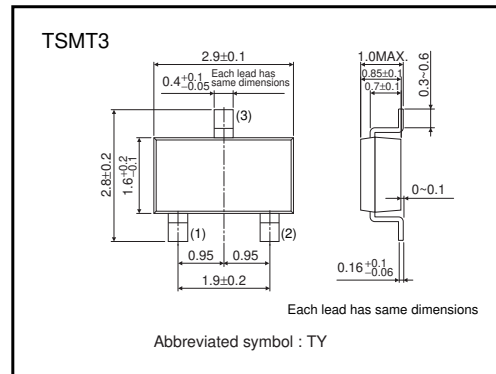 TSMT3
2.9±0.1
0.4 +0.1 -0.05
Each lead has
same dimensions
(3)
2.8±0.2
1.6 +0.2 -0.1
(1)
(2)
0.95
0.95
1.9±0.2
1.0MAX.
0.85±0.1
0.7±0.1
0.3~0.6
0~0.1
0.16 +0.1 -0.06
Each lead has same dimensions
Abbreviated symbol : TY